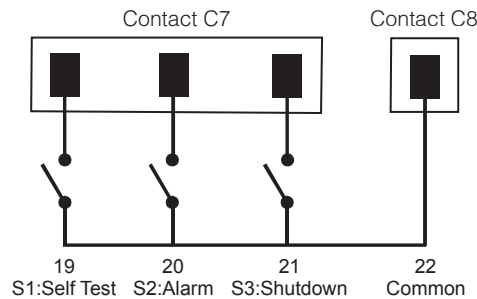 Contact C7 Contact C8
19 20 21 22
S1:Self Test S2:Alarm S3:Shutdown Common